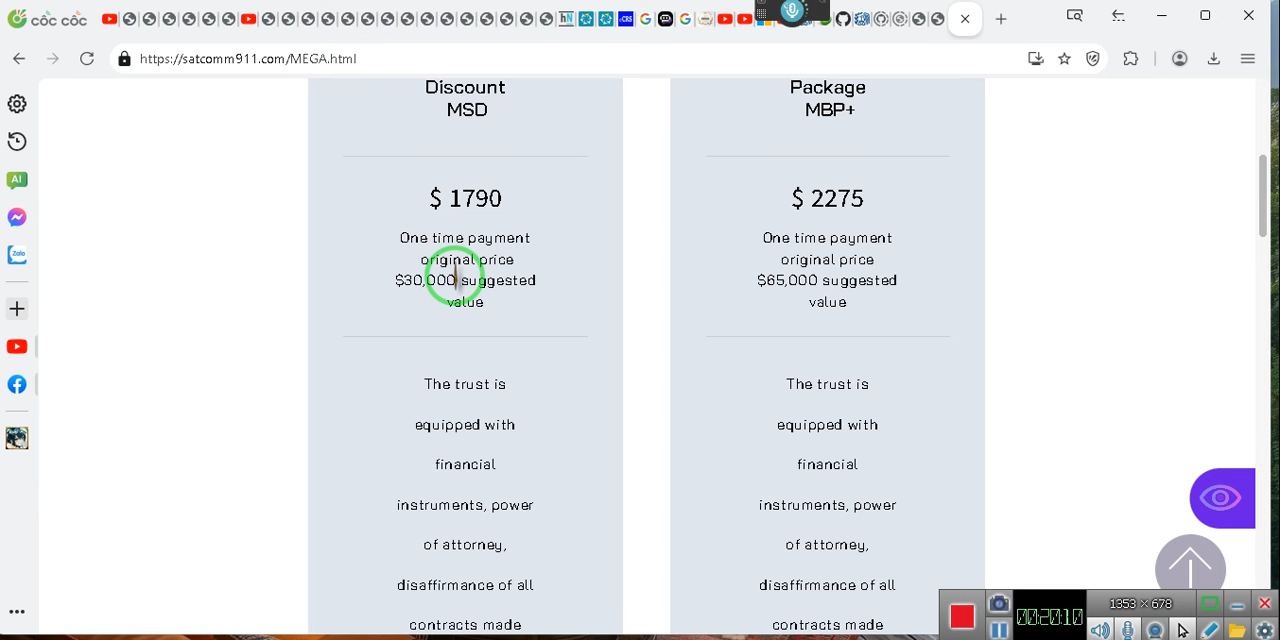 cốc cốc
https://satcomm911.com/MEGA.html
AI
Zalo
Discount
MSD
$ 1790
One time payment
original price
$30,000 suggested
value
The trust is
equipped with
financial
instruments, power
of attorney,
disaffirmance of all
contracts made
Package
MBP+
$ 2275
One time payment
original price
$65,000 suggested
value
The trust is
equipped with
financial
instruments, power
of attorney,
disaffirmance of all
contracts made
1353 × 678
00:20:10